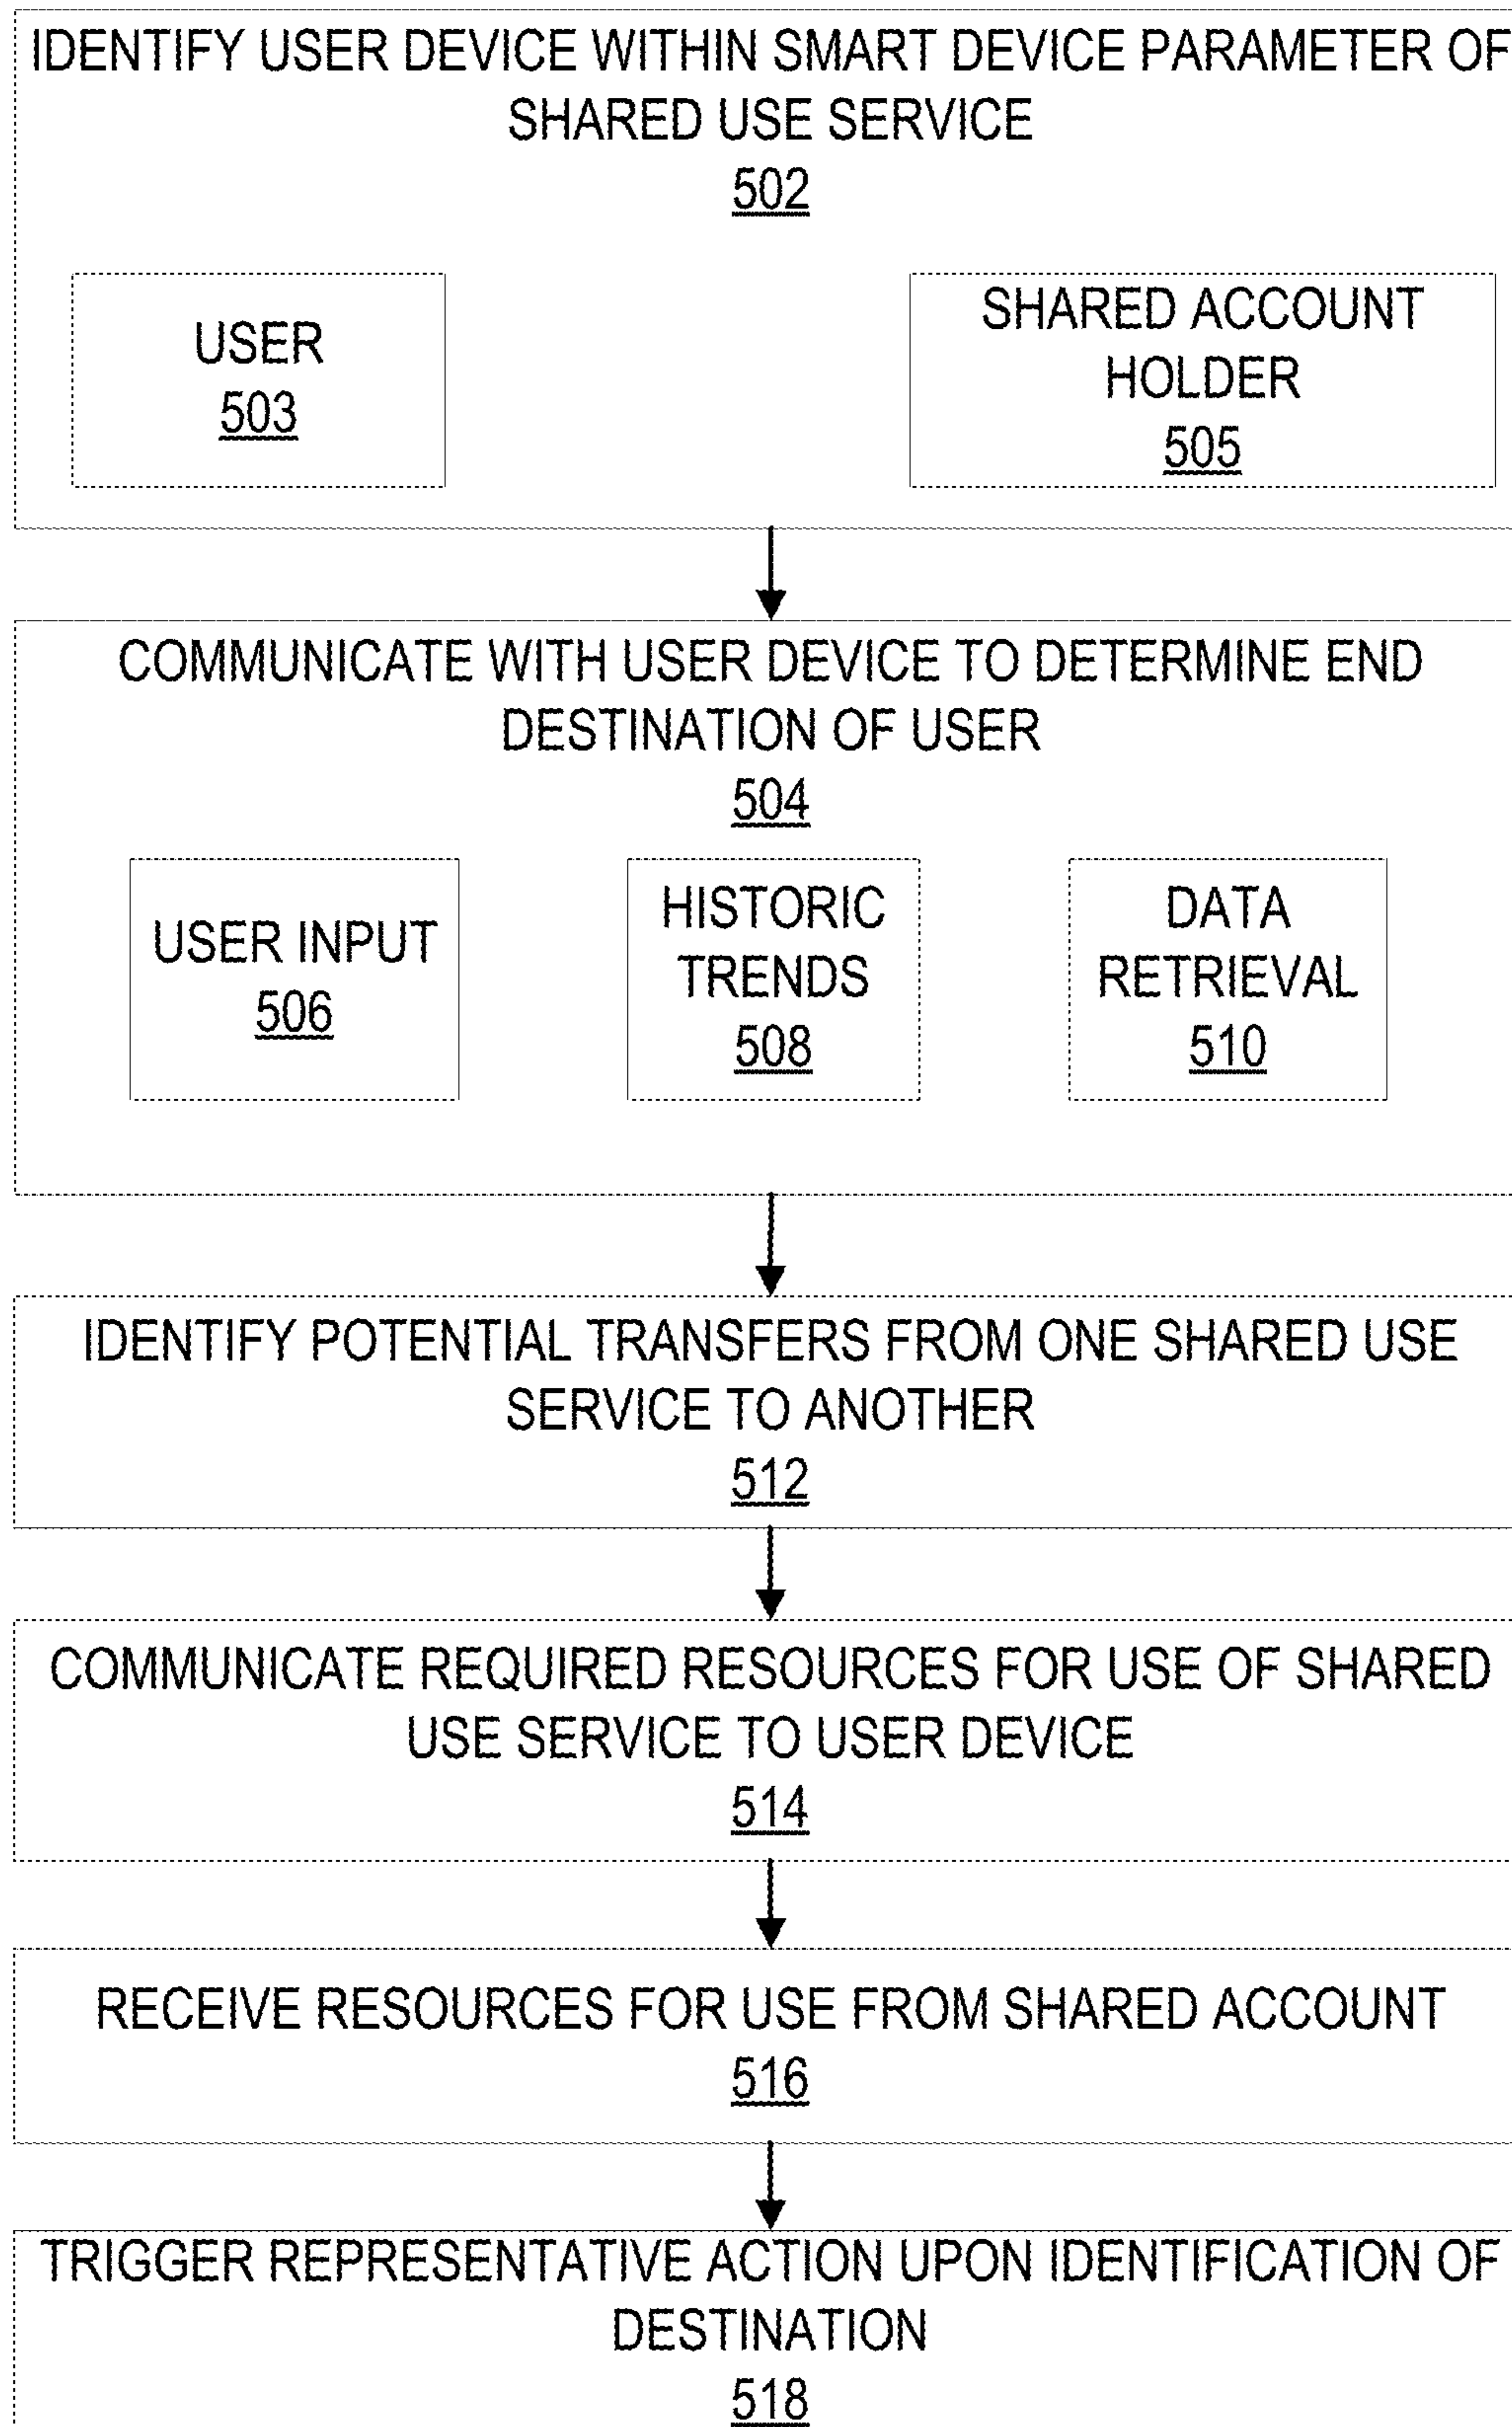 IDENTIFY USER DEVICE WITHIN SMART DEVICE PARAMETER OF
SHARED USE SERVICE
502
USER
503
SHARED ACCOUNT
HOLDER
505
COMMUNICATE WITH USER DEVICE TO DETERMINE END
DESTINATION OF USER
504
USER INPUT
506
HISTORIC
TRENDS
508
DATA
RETRIEVAL
510
IDENTIFY POTENTIAL TRANSFERS FROM ONE SHARED USE
SERVICE TO ANOTHER
512
COMMUNICATE REQUIRED RESOURCES FOR USE OF SHARED
USE SERVICE TO USER DEVICE
514
RECEIVE RESOURCES FOR USE FROM SHARED ACCOUNT
516
TRIGGER REPRESENTATIVE ACTION UPON IDENTIFICATION OF
DESTINATION
518